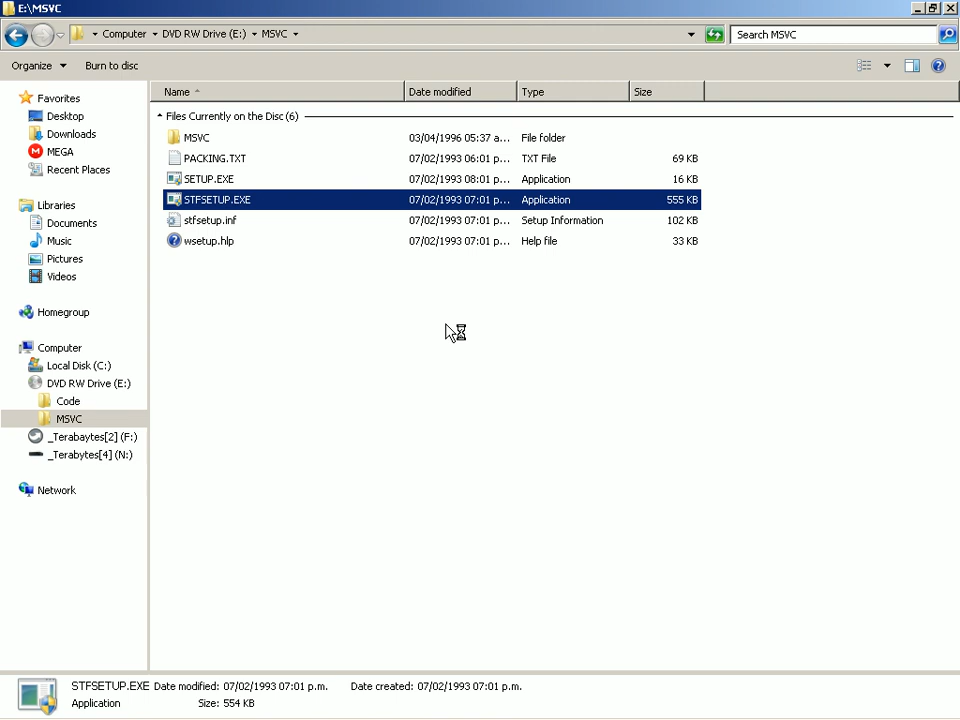 E:\MSVC
Computer DVD RW Drive (E:) MSVC
Search MSVC
Organize Burn to disc
Name Date modified Type Size
Files Currently on the Disc (6)
MSVC 03/04/1996 05:37 a... File folder
PACKING.TXT 07/02/1993 06:01 p... TXT File 69 KB
SETUP.EXE 07/02/1993 08:01 p... Application 16 KB
STFSETUP.EXE 07/02/1993 07:01 p... Application 555 KB
stfsetup.inf 07/02/1993 07:01 p... Setup Information 102 KB
wsetup.hlp 07/02/1993 07:01 p... Help file 33 KB
Favorites
Desktop
Downloads
MEGA
Recent Places
Libraries
Documents
Music
Pictures
Videos
Homegroup
Computer
Local Disk (C:)
DVD RW Drive (E:)
Code
MSVC
_Terabaytes[2] (F:)
_Terabytes[4] (N:)
Network
STFSETUP.EXE Date modified: 07/02/1993 07:01 p.m. Date created: 07/02/1993 07:01 p.m.
Application Size: 554 KB